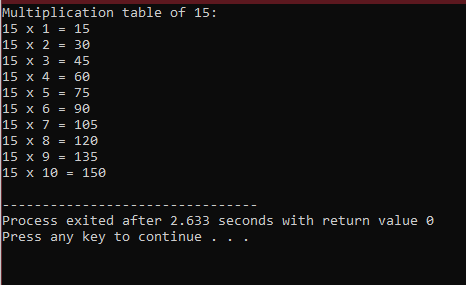 Multiplication table of 15:
15 x 1 = 15
15 x 2 = 30
15 x 3 = 45
15 x 4 = 60
15 x 5 = 75
15 x 6 = 90
15 x 7 = 105
15 x 8 = 120
15 x 9 = 135
15 x 10 = 150
--------------------------------
Process exited after 2.633 seconds with return value 0
Press any key to continue . . .